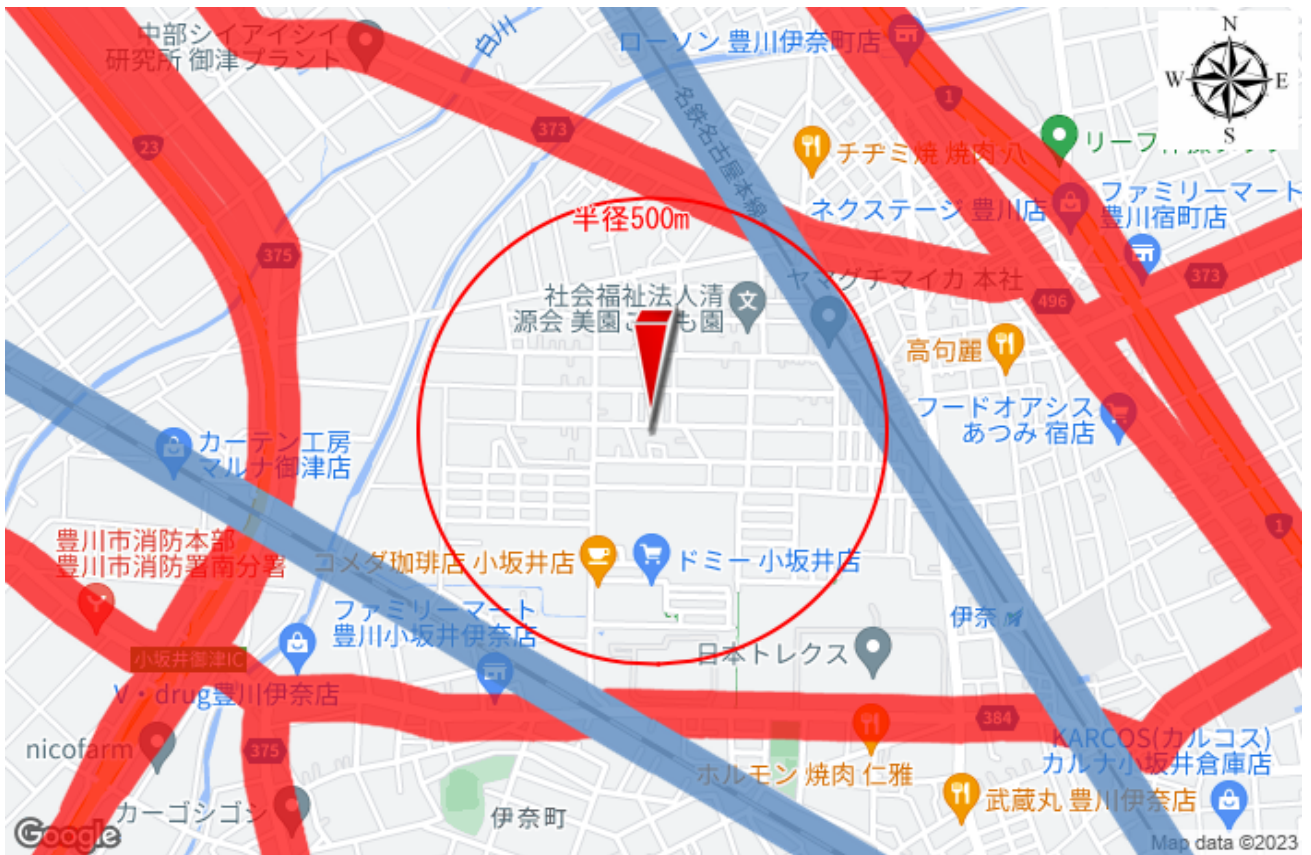 中部シイアイシイ
研究所 御津プラント
白川
ローソン 豊川伊奈町店
N
W
E
S
1
23
373
名鉄名古屋本線
チヂミ焼 焼肉 八
ファミリーマート
豊川宿町店
ネクステージ 豊川店
半径500m
375
373
ヤマグチマイカ 本社
社会福祉法人清
源会 美園こ
も園
496
高句麗
フードオアシス
あつみ 宿店
カーテン工房
マルナ御津店
1
豊川市消防本部
豊川市消防署南分署
コメダ珈琲店 小坂井店
ドミー 小坂井店
ファミリーマート
豊川小坂井伊奈店
伊奈
小坂井御津IC
日本トレクス
V・drug豊川伊奈店
384
nicofarm
375
KARCOS(カルコス)
カルナ小坂井倉庫店
ホルモン 焼肉 仁雅
武蔵丸 豊川伊奈店
カーゴシゴン
伊奈町
Google
Map data ©2023